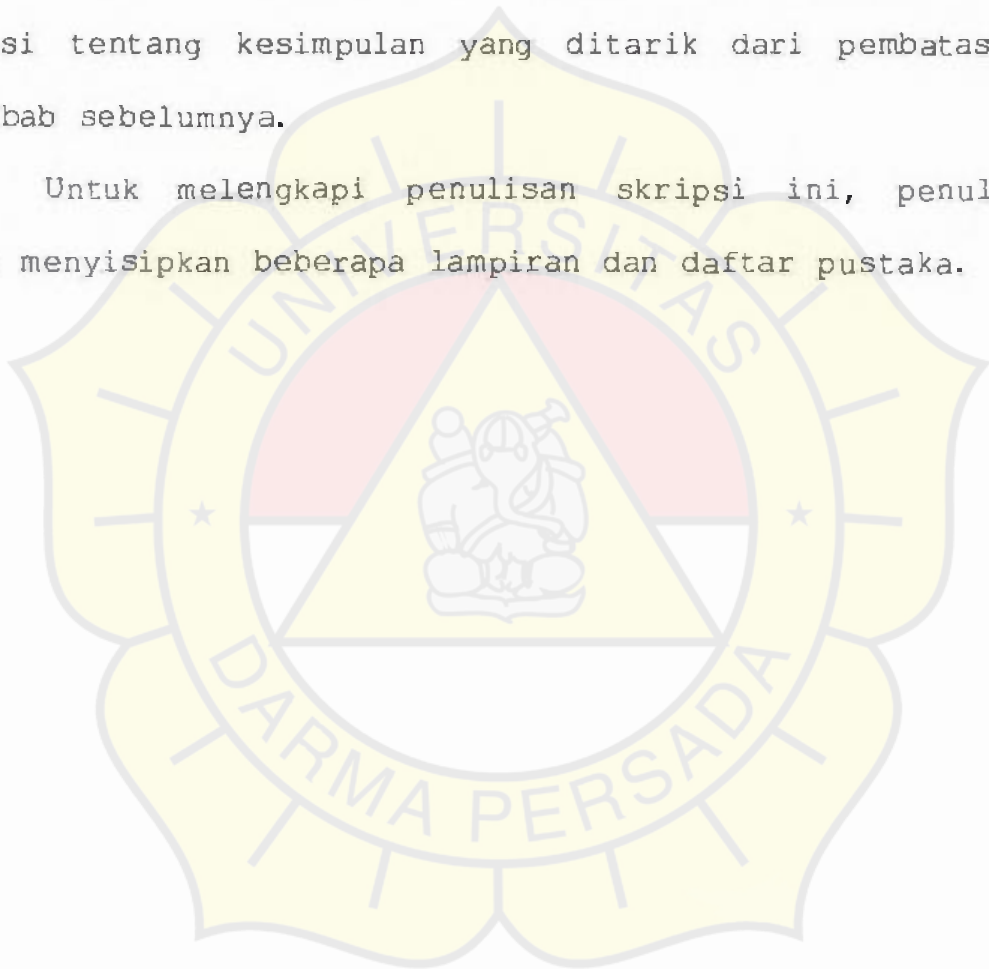 si tentang kesimpulan yang ditarik dari pembatas
bab sebelumnya.
Untuk melengkapi penulisan skripsi ini, penul
menyisipkan beberapa lampiran dan daftar pustaka.
UNIVERSITAS
DARMA PERSADA